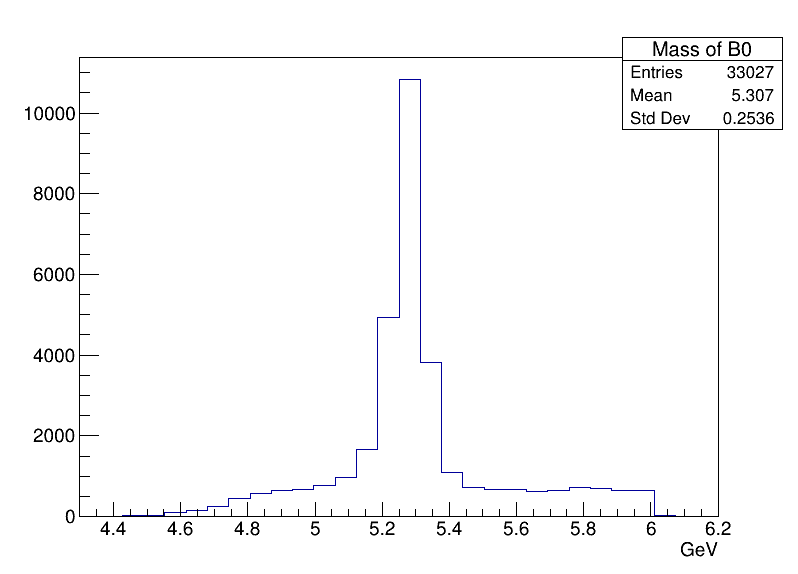 Mass of B0
Entries 33027
Mean 5.307
Std Dev 0.2536
10000
8000
6000
4000
2000
0
4.4 4.6 4.8 5 5.2 5.4 5.6 5.8 6 6.2
GeV